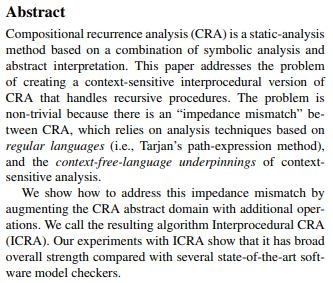 Abstract
Compositional recurrence analysis (CRA) is a static-analysis
method based on a combination of symbolic analysis and
abstract interpretation. This paper addresses the problem
of creating a context-sensitive interprocedural version of
CRA that handles recursive procedures. The problem is
non-trivial because there is an “impedance mismatch” be-
tween CRA, which relies on analysis techniques based on
regular languages (i.e., Tarjan’s path-expression method),
and the context-free-language underpinnings of context-
sensitive analysis.
We show how to address this impedance mismatch by
augmenting the CRA abstract domain with additional oper-
ations. We call the resulting algorithm Interprocedural CRA
(ICRA). Our experiments with ICRA show that it has broad
overall strength compared with several state-of-the-art soft-
ware model checkers.